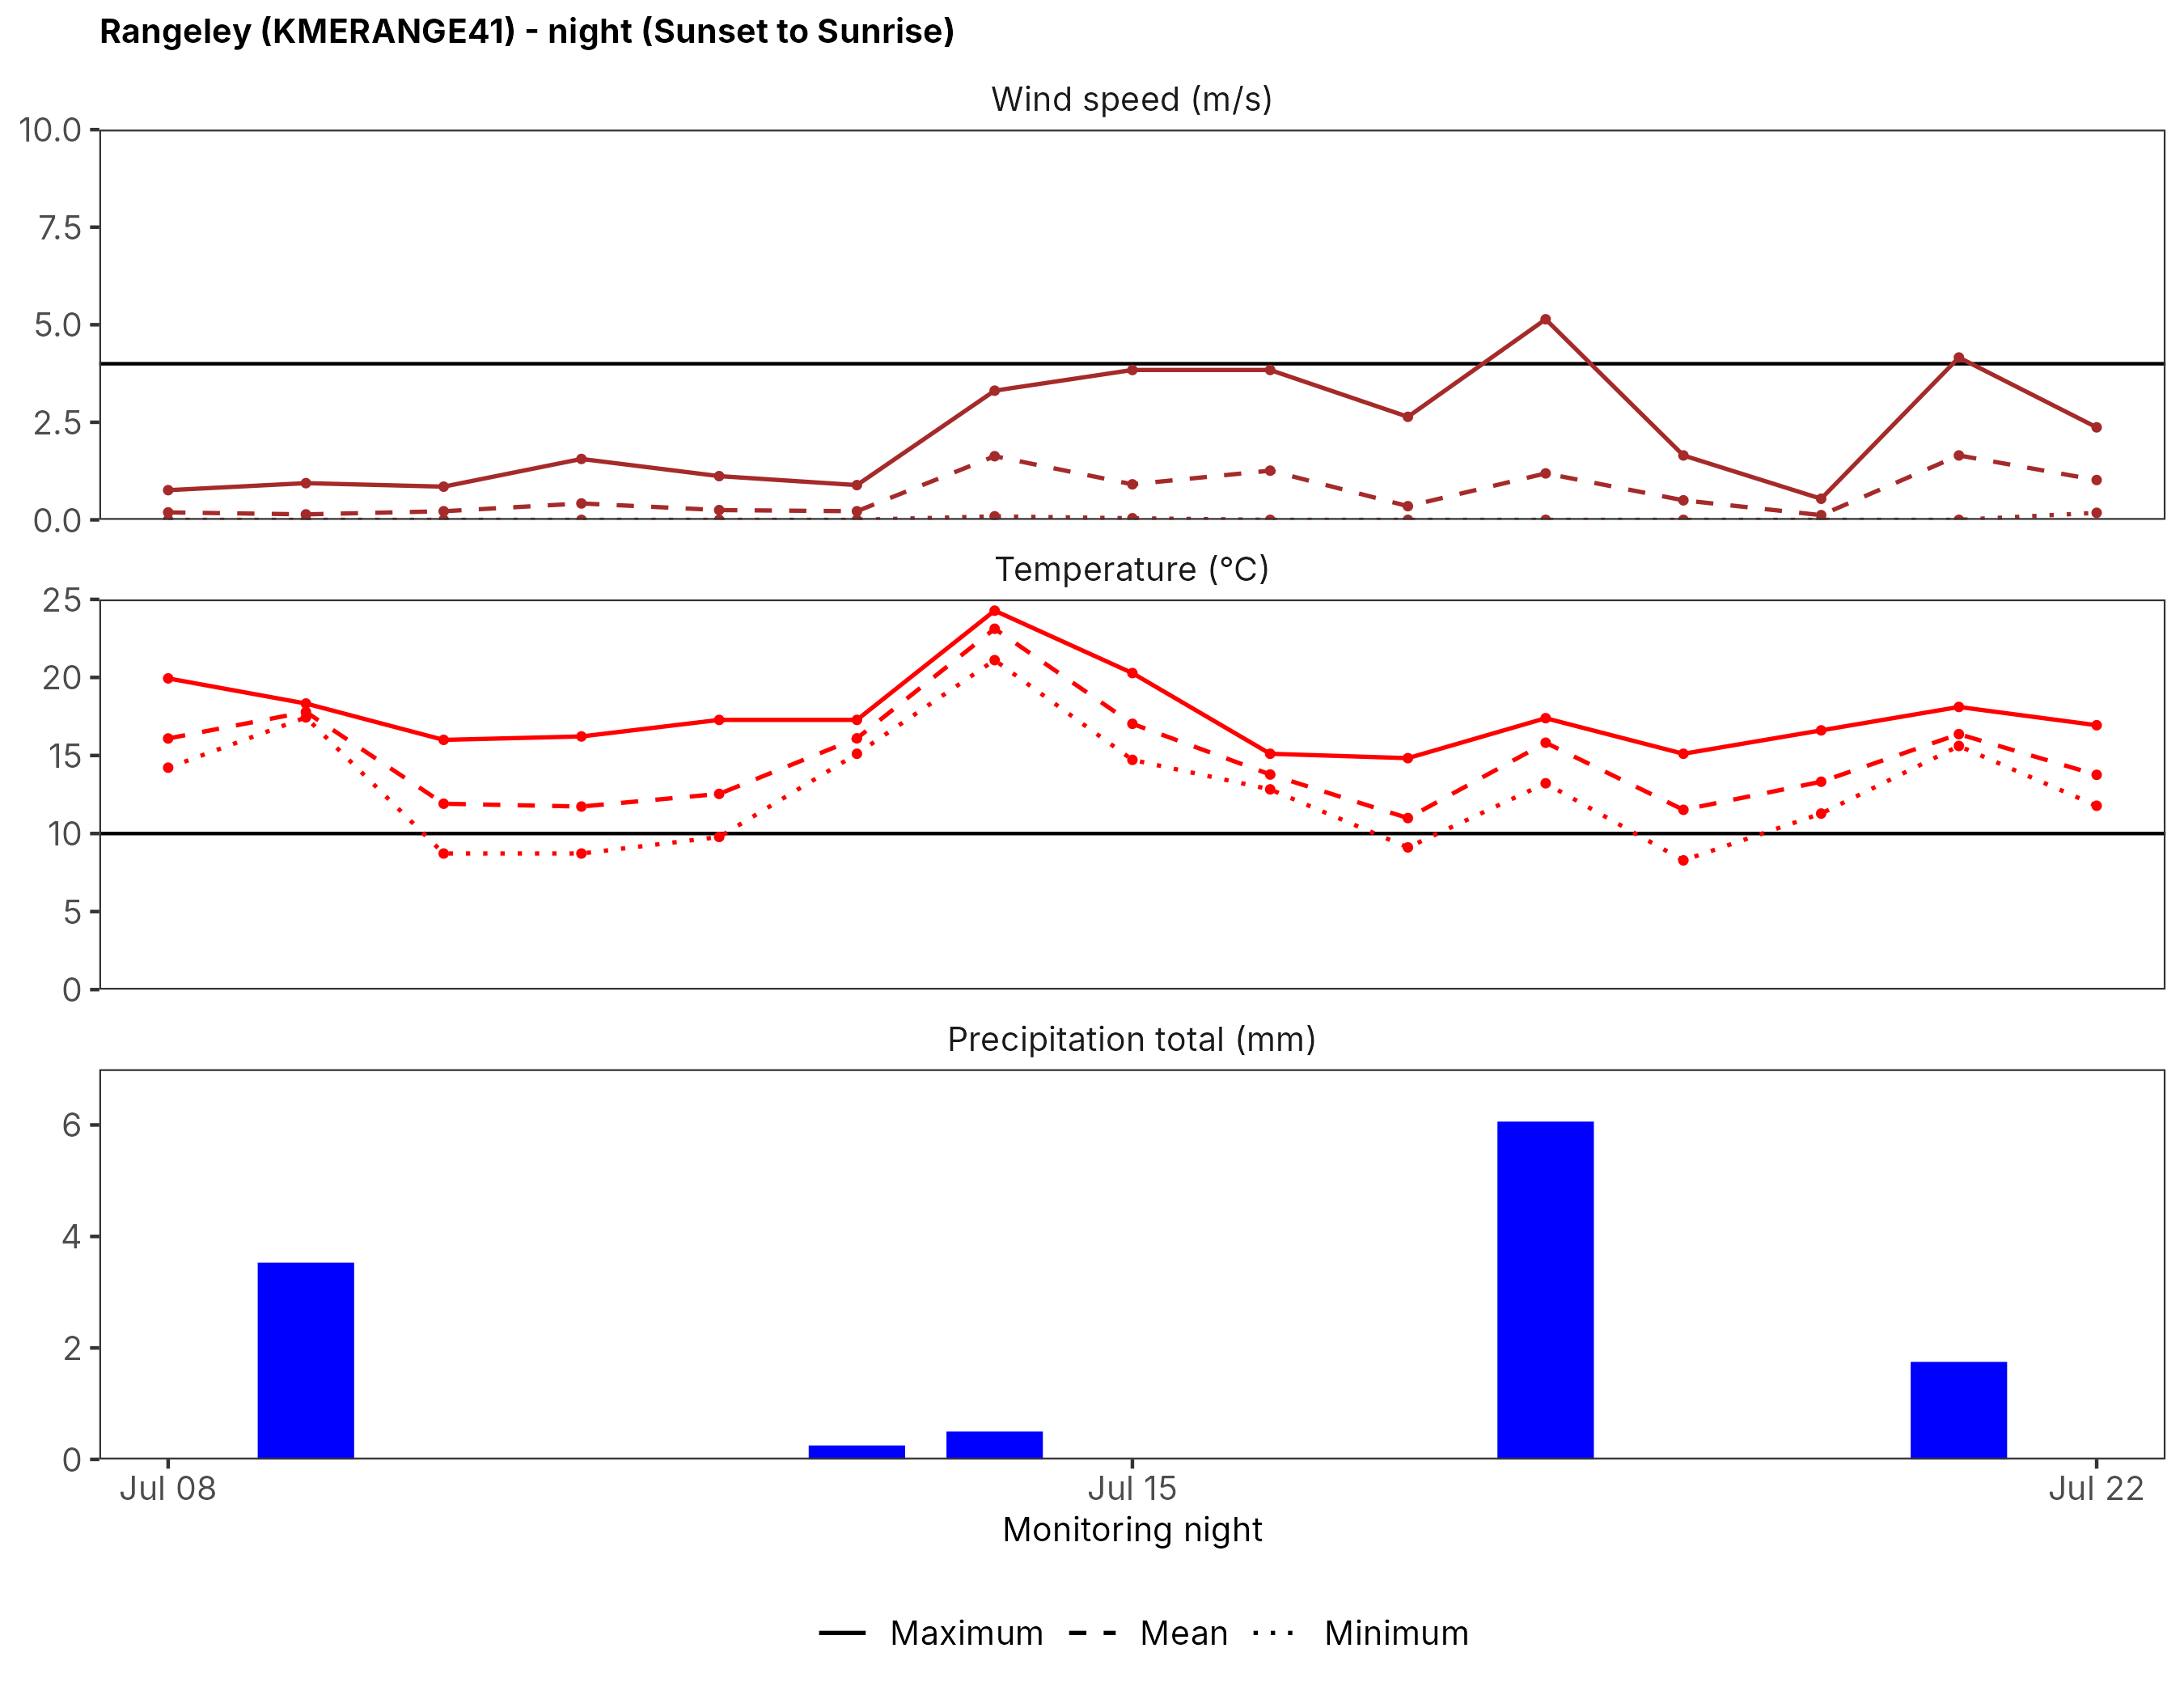 Rangeley (KMERANGE41) - night (Sunset to Sunrise)
Wind speed (m/s)
10.0
7.5
5.0
2.5
0.0
Temperature (°C)
25
20
15
10
5
0
Precipitation total (mm)
6
4
2
0
Jul 08 Jul 15 Jul 22
Monitoring night
Maximum Mean Minimum